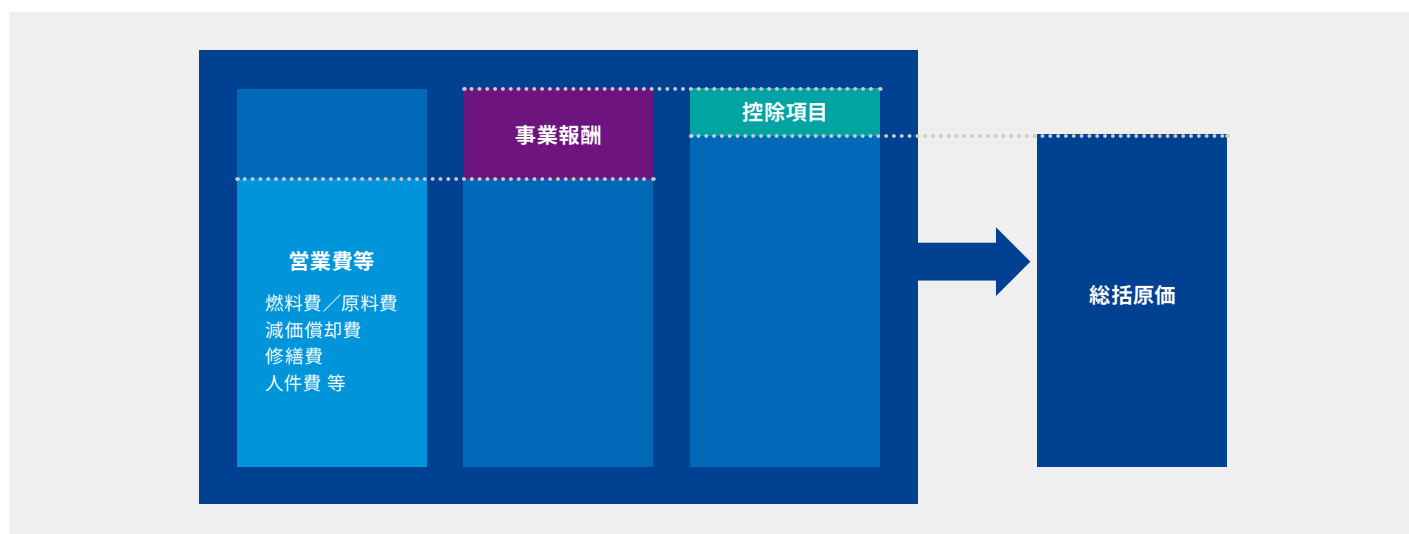 営業費等
燃料費／原料費
減価償却費
修繕費
人件費 等
事業報酬
控除項目
総括原価